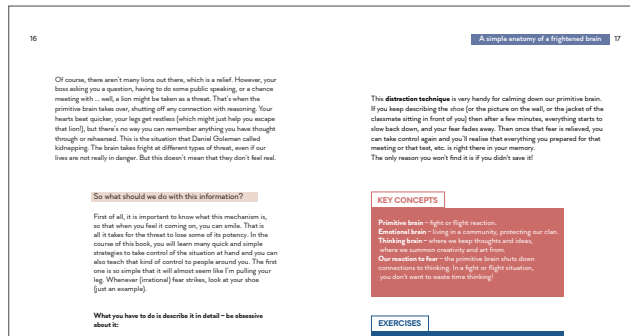 16
Of course, there aren't many lions out there, which is a relief. However, your
boss asking you a question, having to do some public speaking, or a chance
meeting with ... well, a lion might be taken as a threat. That's when the
primitive brain takes over, shutting off any connection with reasoning. Your
hearts beat quicker, your legs get restless (which might just help you escape
that lion!), but there's no way you can remember anything you have thought
through or rehearsed. This is the situation that Daniel Goleman called
kidnapping. The brain takes fright at different types of threat, even if our
lives are not really in danger. But this doesn't mean that they don't feel real.
So what should we do with this information?
First of all, it is important to know what this mechanism is,
so that when you feel it coming on, you can smile. That is
all it takes for the threat to lose some of its potency. In the
course of this book, you will learn many quick and simple
strategies to take control of the situation at hand and you can
also teach that kind of control to people around you. The first
one is so simple that it will almost seem like I'm pulling your
leg. Whenever (irrational) fear strikes, look at your shoe
(just an example).
What you have to do is describe it in detail – be obsessive
about it:
A simple anatomy of a frightened brain 17
This distraction technique is very handy for calming down our primitive brain.
If you keep describing the shoe (or the picture on the wall, or the jacket of the
classmate sitting in front of you) then after a few minutes, everything starts to
slow back down, and your fear fades away. Then once that fear is relieved, you
can take control again and you'll realise that everything you prepared for that
meeting or that test, etc. is right there in your memory.
The only reason you won't find it is if you didn't save it!
KEY CONCEPTS
Primitive brain – fight or flight reaction.
Emotional brain – living in a community, protecting our clan.
Thinking brain – where we keep thoughts and ideas,
where we summon creativity and art from.
Our reaction to fear – the primitive brain shuts down
connections to thinking. In a fight or flight situation,
you don't want to waste time thinking!
EXERCISES